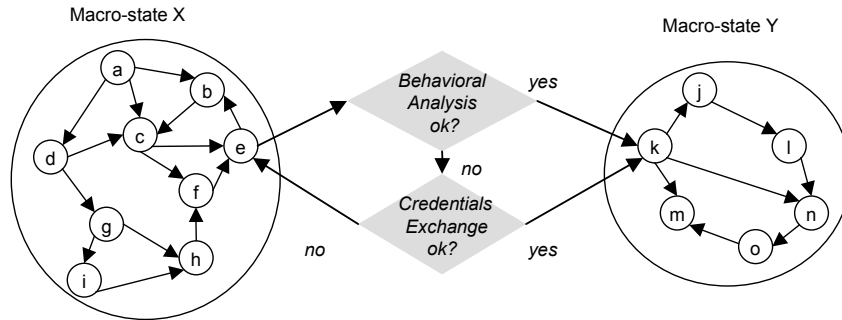 Macro-state X
Macro-state Y
a
b
c
d
e
f
g
h
i
Behavioral
Analysis
ok?
yes
no
Credentials
Exchange
ok?
no
yes
j
k
l
m
n
o